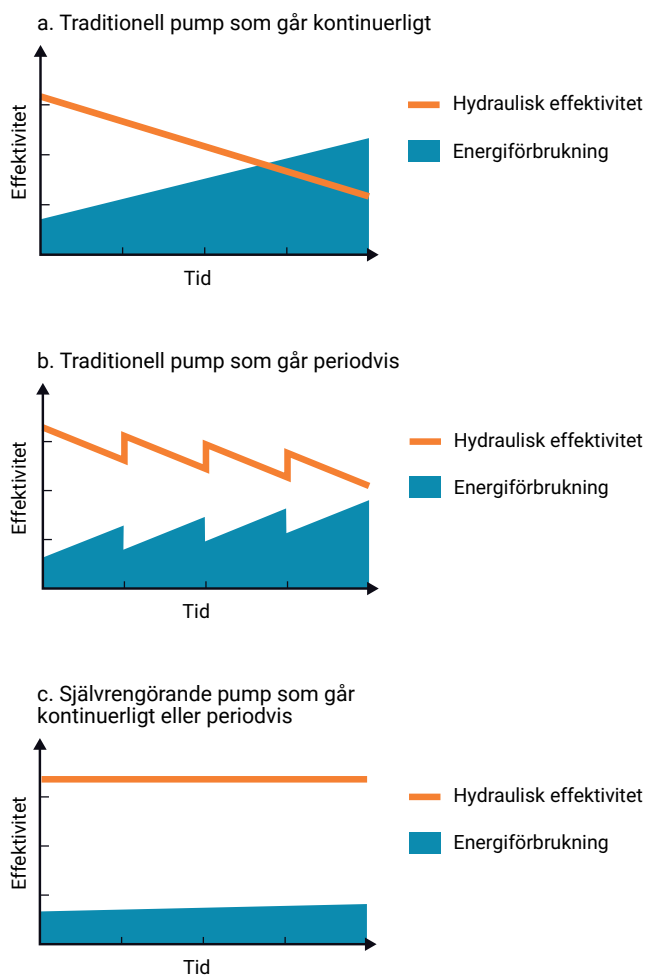 a. Traditionell pump som går kontinuerligt
Effektivitet
Hydraulisk effektivitet
Energiförbrukning
Tid
b. Traditionell pump som går periodvis
Effektivitet
Hydraulisk effektivitet
Energiförbrukning
Tid
c. Självrengörande pump som går
kontinuerligt eller periodvis
Effektivitet
Hydraulisk effektivitet
Energiförbrukning
Tid